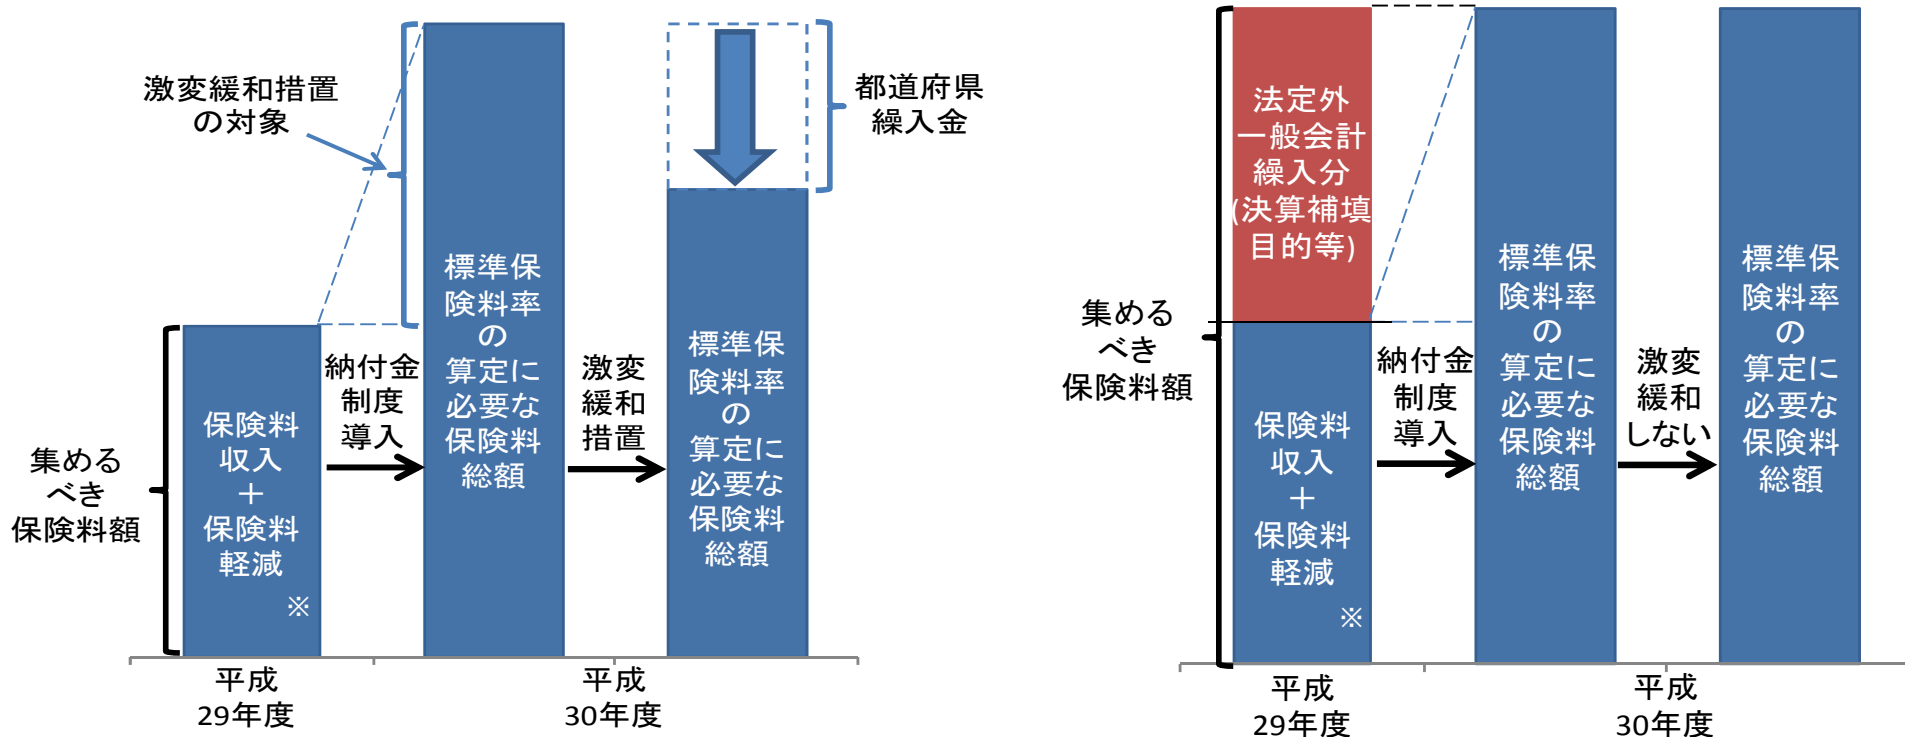 激変緩和措置
の対象
都道府県
繰入金
集める
べき
保険料額
保険料
収入
＋
保険料
軽減
※
納付金
制度
導入
標準保
険料率
の
算定に
必要な
保険料
総額
激変
緩和
措置
標準保
険料率
の
算定に
必要な
保険料
総額
平成
29年度
平成
30年度
法定外
一般会計
繰入分
(決算補填
目的等)
集める
べき
保険料額
保険料
収入
＋
保険料
軽減
※
納付金
制度
導入
標準保
険料率
の
算定に
必要な
保険料
総額
激変
緩和
しない
標準保
険料率
の
算定に
必要な
保険料
総額
平成
29年度
平成
30年度